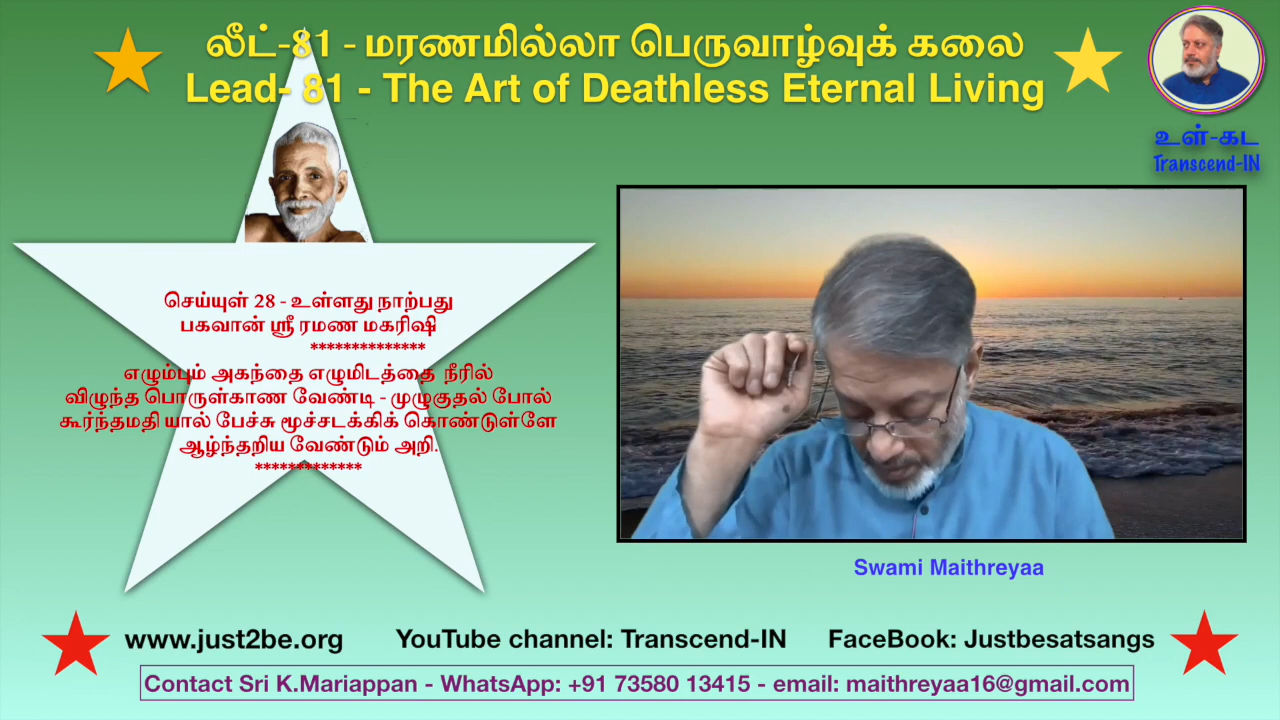 லீட்-81 - மரணமில்லா பெருவாழ்வுக் கலை
Lead- 81 - The Art of Deathless Eternal Living
உள்-கட
Transcend-IN
செய்யுள் 28 - உள்ளது நாற்பது
பகவான் ஸ்ரீ ரமண மகரிஷி
**************
எழும்பும் அகந்தை எழுமிடத்தை நீரில்
விழுந்த பொருள்காண வேண்டி - முழுகுதல் போல்
கூர்ந்தமதி யால் பேச்சு மூச்சடக்கிக் கொண்டுள்ளே
ஆழ்ந்தறிய வேண்டும் அறி.
*************
Swami Maithreyaa
www.just2be.org YouTube channel: Transcend-IN FaceBook: Justbesatsangs
Contact Sri K.Mariappan - WhatsApp: +91 73580 13415 - email: maithreyaa16@gmail.com